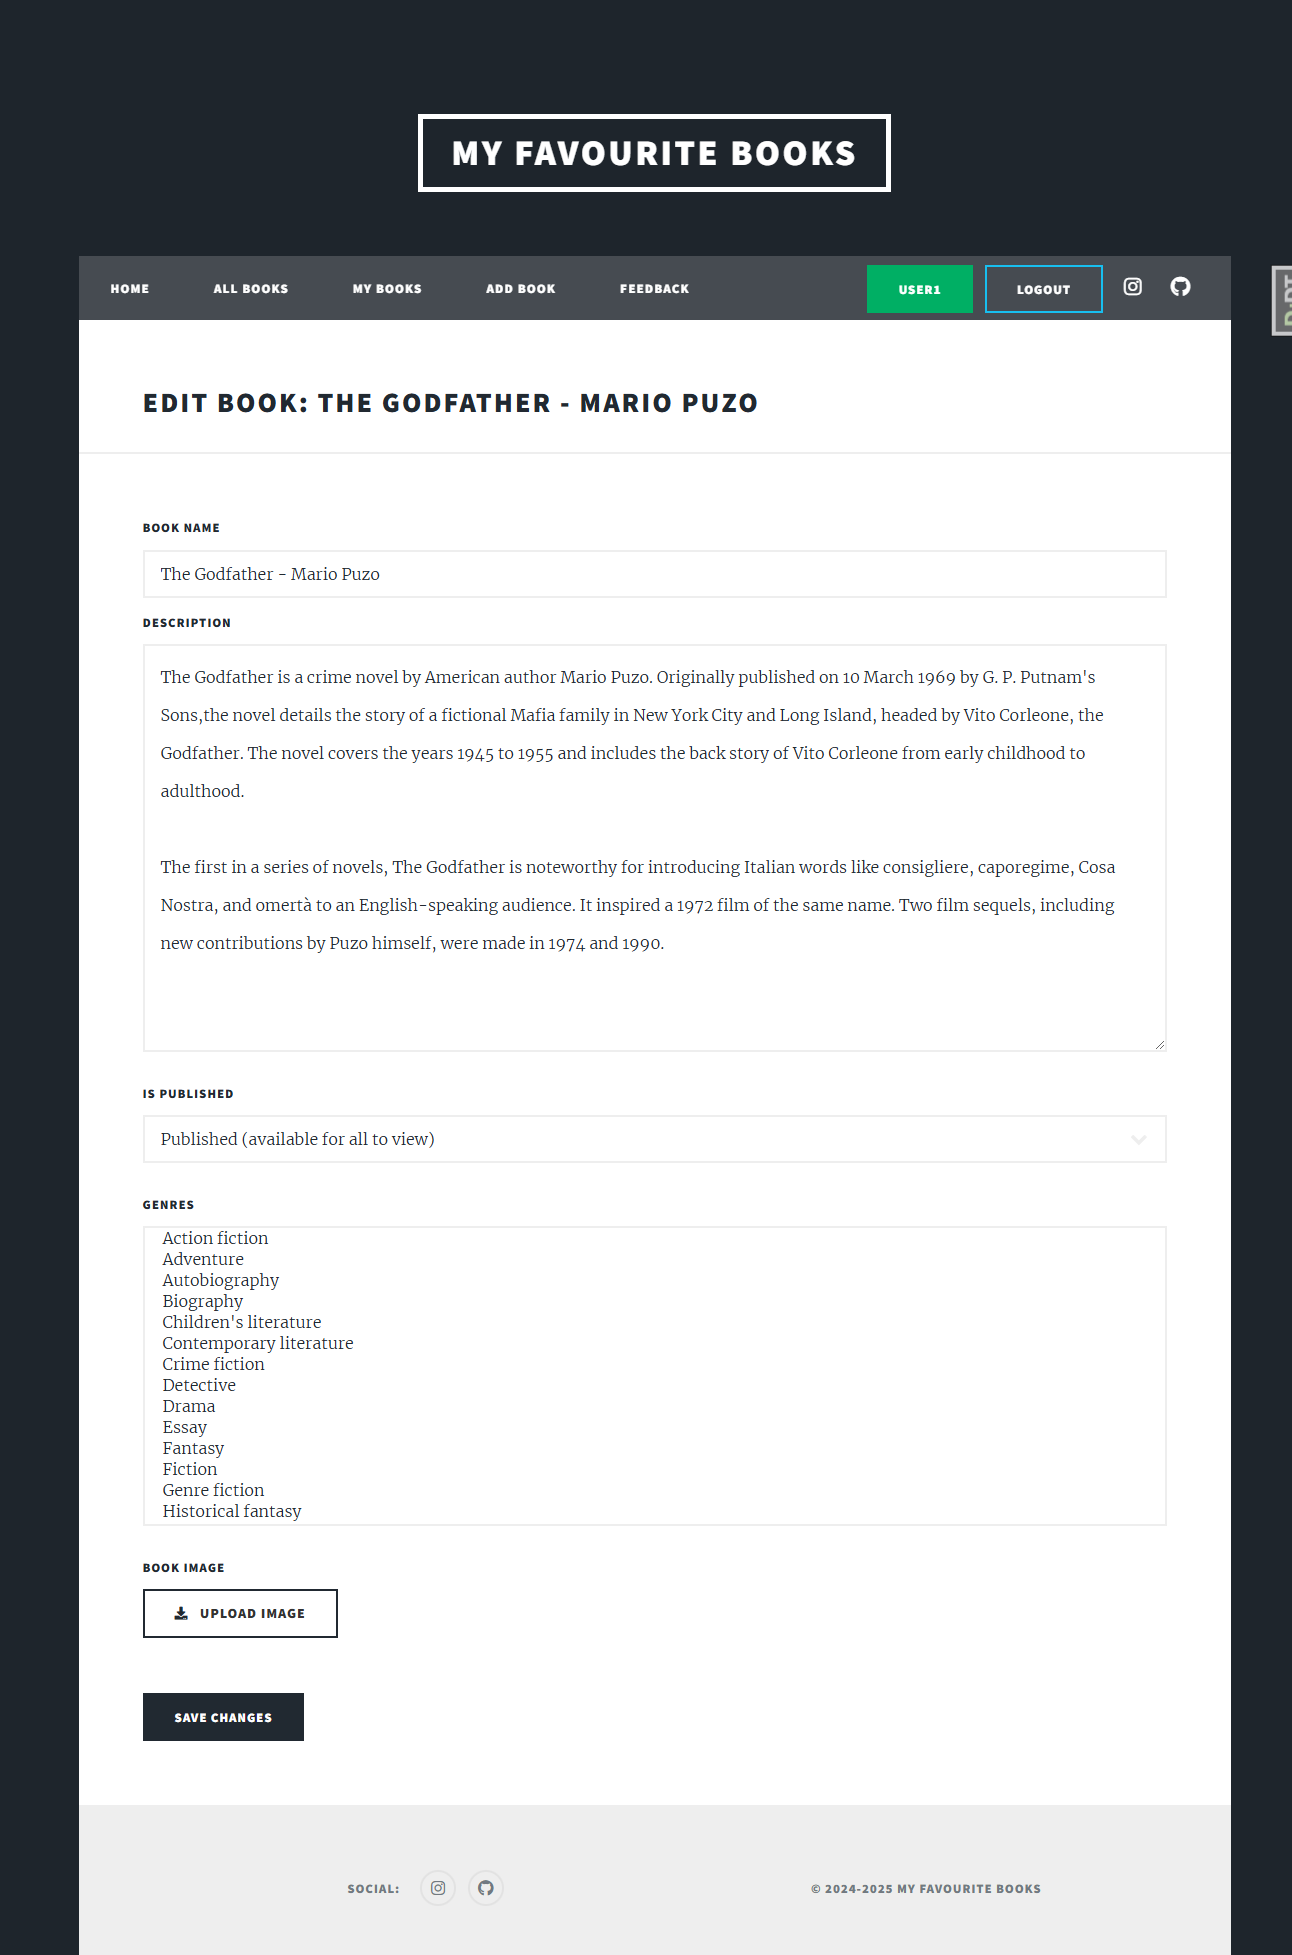 MY FAVOURITE BOOKS
HOME ALL BOOKS MY BOOKS ADD BOOK FEEDBACK USER1 LOGOUT
EDIT BOOK: THE GODFATHER - MARIO PUZO
BOOK NAME
The Godfather - Mario Puzo
DESCRIPTION
The Godfather is a crime novel by American author Mario Puzo. Originally published on 10 March 1969 by G. P. Putnam's
Sons,the novel details the story of a fictional Mafia family in New York City and Long Island, headed by Vito Corleone, the
Godfather. The novel covers the years 1945 to 1955 and includes the back story of Vito Corleone from early childhood to
adulthood.
The first in a series of novels, The Godfather is noteworthy for introducing Italian words like consigliere, caporegime, Cosa
Nostra, and omertà to an English-speaking audience. It inspired a 1972 film of the same name. Two film sequels, including
new contributions by Puzo himself, were made in 1974 and 1990.
IS PUBLISHED
Published (available for all to view)
GENRES
Action fiction
Adventure
Autobiography
Biography
Children's literature
Contemporary literature
Crime fiction
Detective
Drama
Essay
Fantasy
Fiction
Genre fiction
Historical fantasy
BOOK IMAGE
UPLOAD IMAGE
SAVE CHANGES
SOCIAL:
© 2024-2025 MY FAVOURITE BOOKS